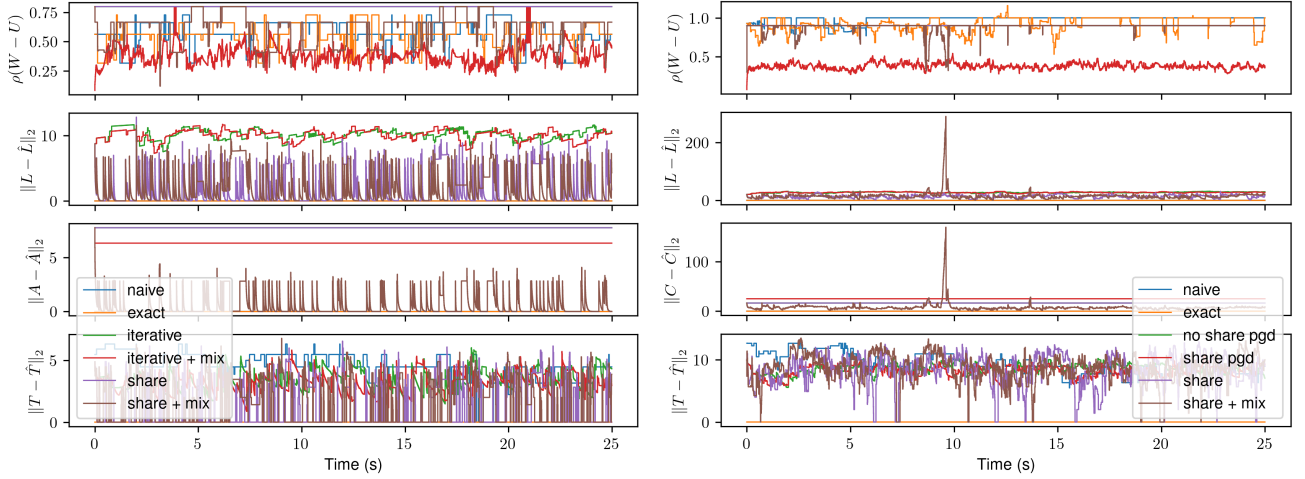 ρ(W − U)
0.75
0.50
0.25
∥L − L̂∥₂
10
0
∥A − Â∥₂
5
0
∥T − T̂∥₂
5
0
naive
exact
iterative
iterative + mix
share
share + mix
0 5 10 15 20 25
Time (s)
ρ(W − U)
1.0
0.5
∥L − L̂∥₂
200
0
∥C − Ĉ∥₂
100
0
∥T − T̂∥₂
10
0
naive
exact
no share pgd
share pgd
share
share + mix
0 5 10 15 20 25
Time (s)